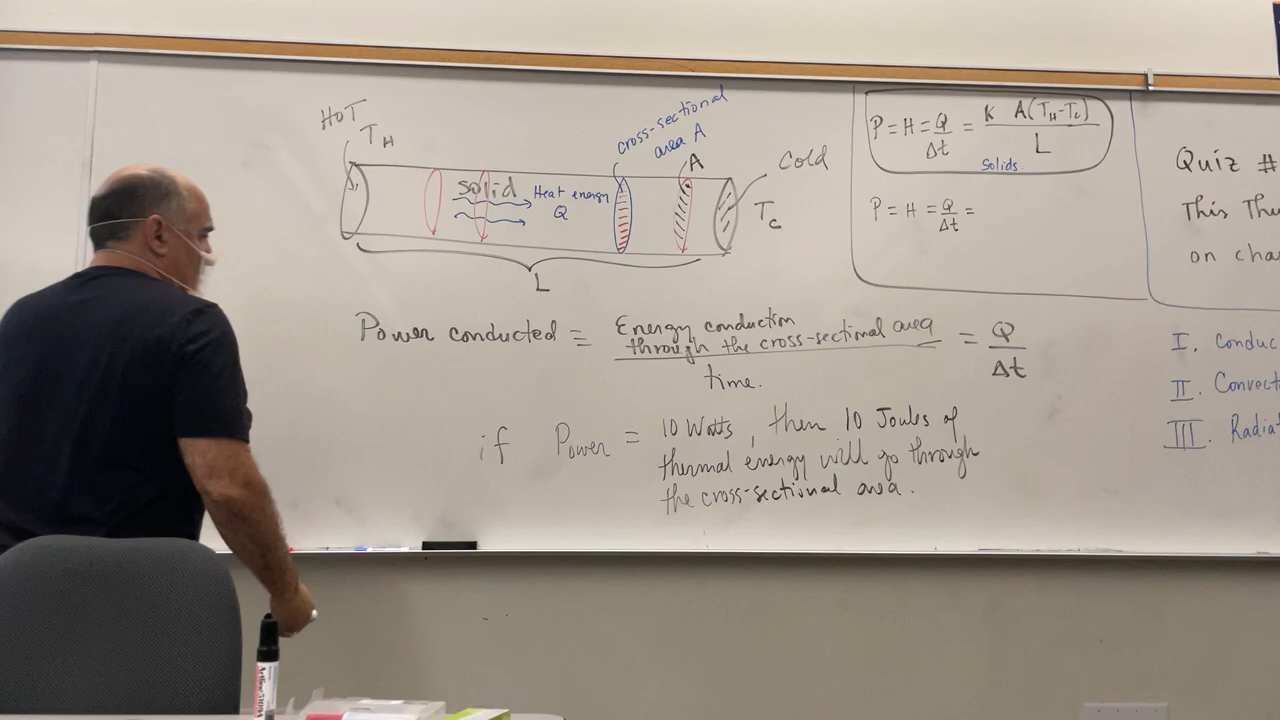 HOT
T_H
cross-sectional
area A
A
Cold
T_c
solid
Heat energy
Q
L
P = H = Q/Δt = K A(T_H-T_c)/L
Solids
P = H = Q/Δt =
Quiz #
This Thu
on cha
Power conducted = Energy conduction
through the cross-sectional area
time.
= Q/Δt
if Power = 10 Watts, then 10 Joules of
thermal energy will go through
the cross-sectional area.
I. Conduc
II. Convect
III. Radia